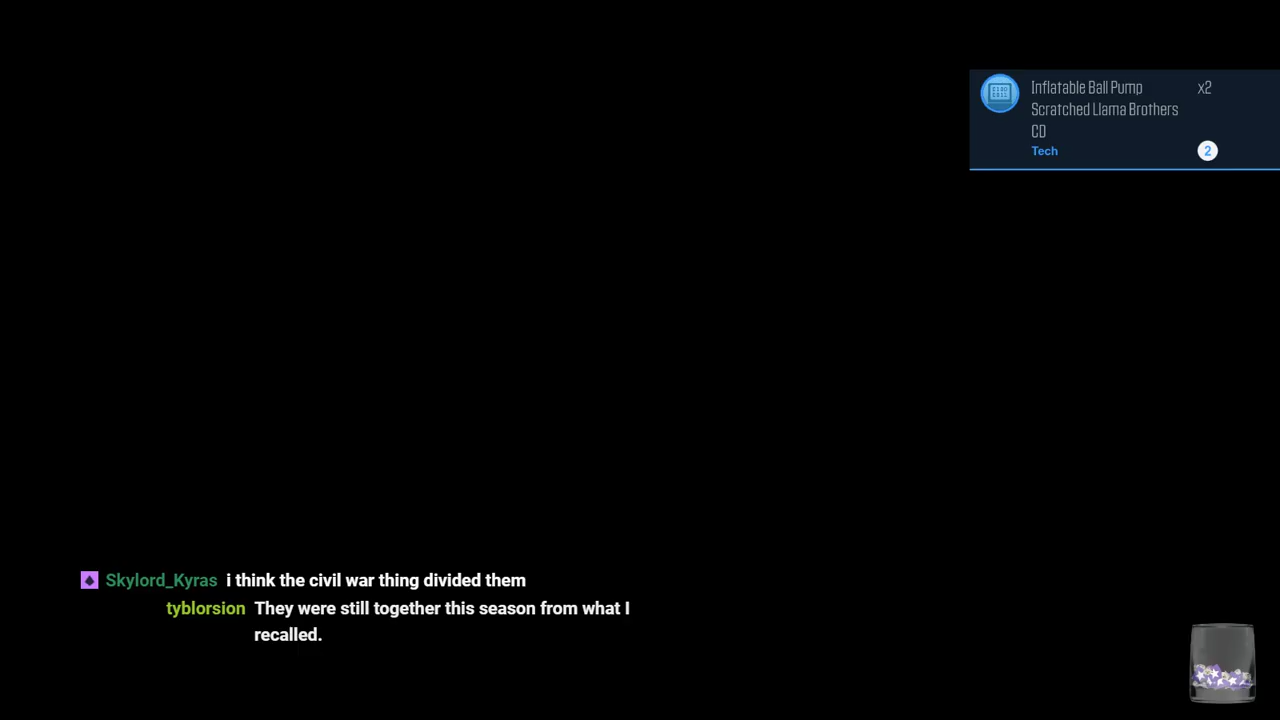 Inflatable Ball Pump x2
Scratched Llama Brothers
CD
Tech 2
Skylord_Kyras i think the civil war thing divided them
tyblorsion They were still together this season from what I
recalled.